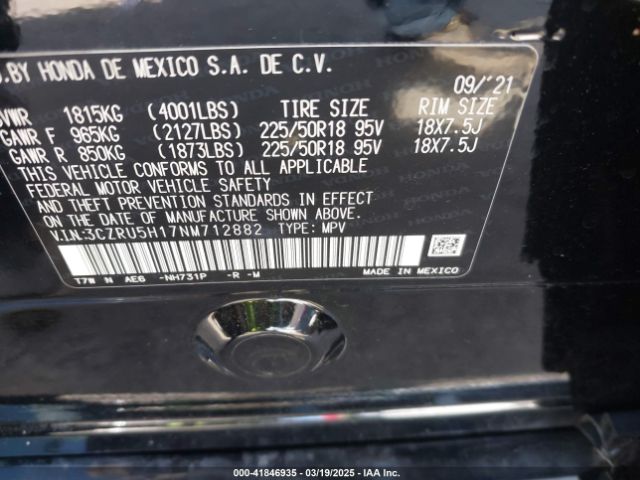 .BY HONDA DE MEXICO S.A. DE C.V.
09/'21
GVWR 1815KG (4001LBS) TIRE SIZE RIM SIZE
GAWR F 965KG (2127LBS) 225/50R18 95V 18X7.5J
GAWR R 850KG (1873LBS) 225/50R18 95V 18X7.5J
THIS VEHICLE CONFORMS TO ALL APPLICABLE
FEDERAL MOTOR VEHICLE SAFETY
AND THEFT PREVENTION STANDARDS IN EFFECT
ON THE DATE OF MANUFACTURE SHOWN ABOVE.
VIN:3CZRU5H17NM712882 TYPE: MPV
T7W N AE6 -NH731P -R -M MADE IN MEXICO
000-41846935 - 03/19/2025 - IAA Inc.